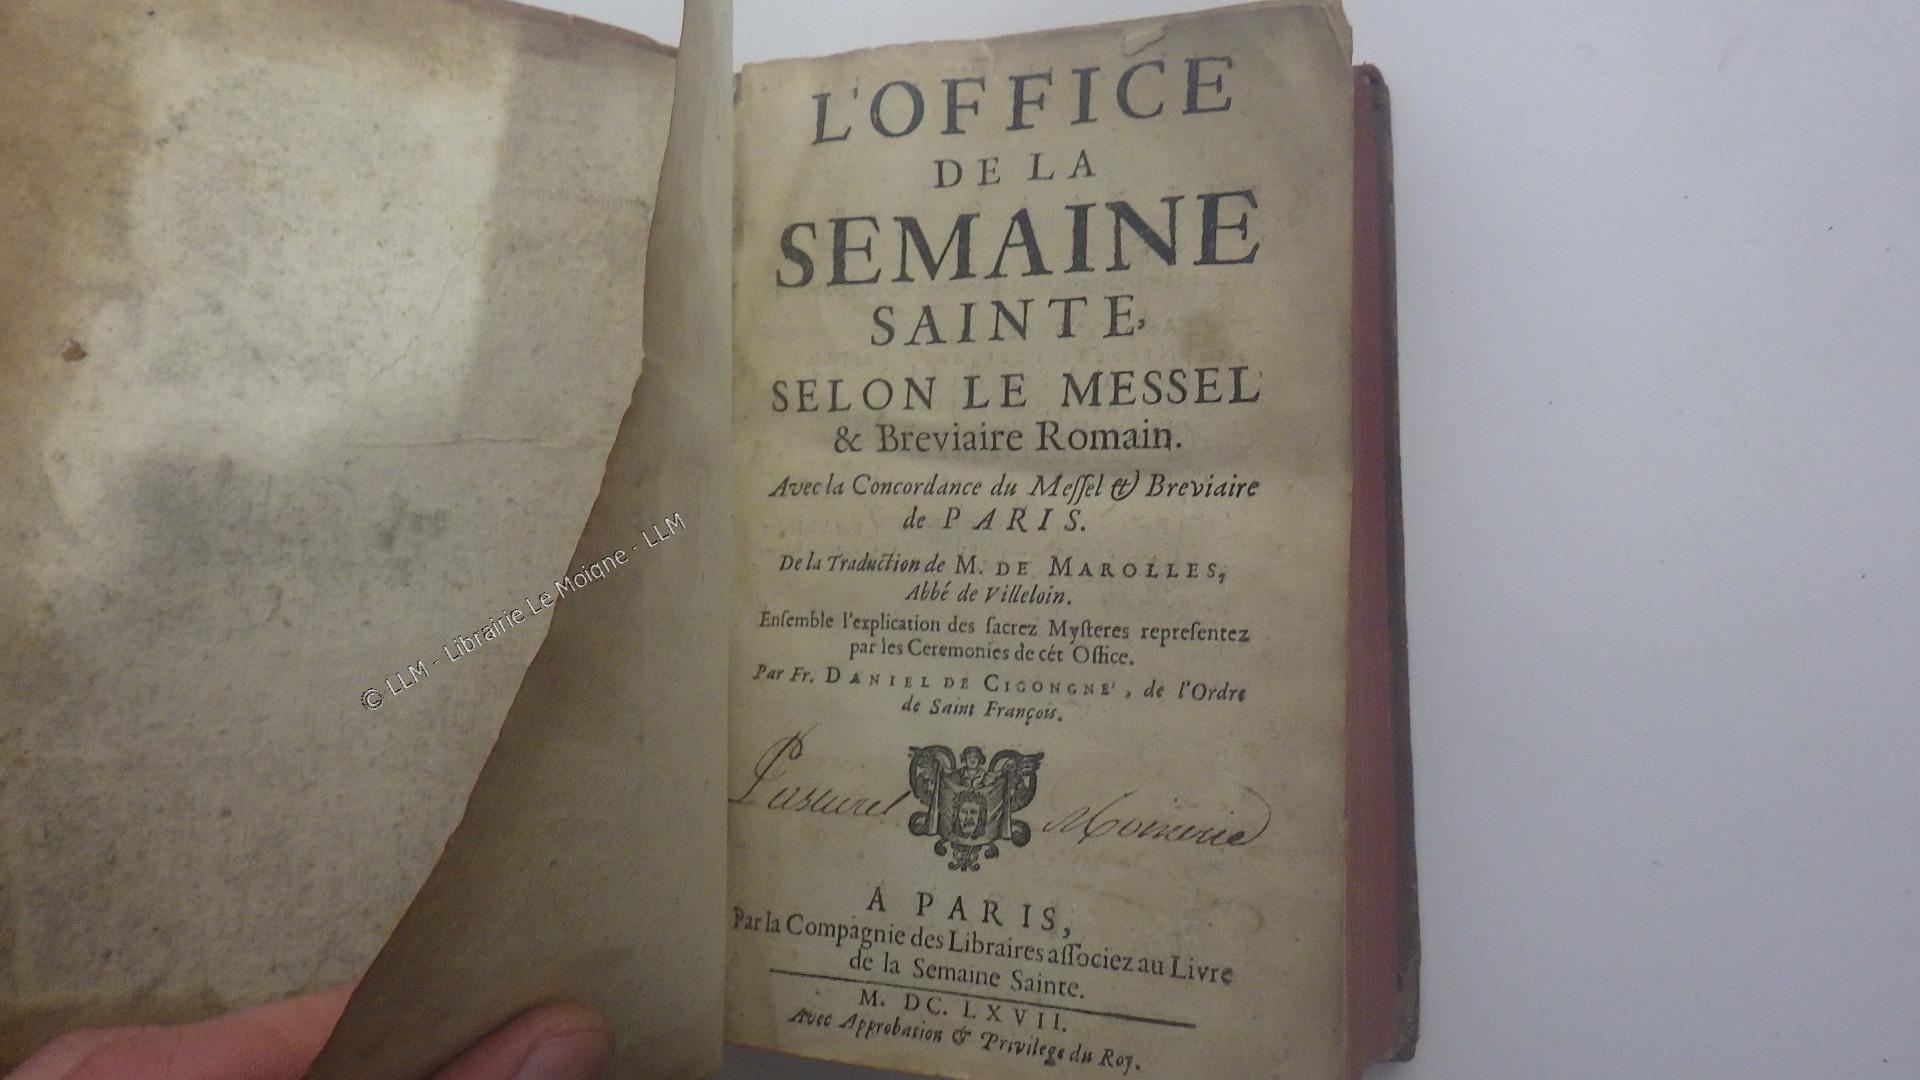 L'OFFICE
DE LA
SEMAINE
SAINTE,
SELON LE MESSEL
& Breviaire Romain.
Avec la Concordance du Meſſel & Breviaire
de PARIS.
De la Traduction de M. DE MAROLLES,
Abbé de Villeloin.
Enſemble l'explication des ſacrez Myſteres repreſentez
par les Ceremonies de cét Office.
Par Fr. DANIEL DE CIGONGNE', de l'Ordre
de Saint François.
Pasturel Moinerie
A PARIS,
Par la Compagnie des Libraires aſſociez au Livre
de la Semaine Sainte.
M. DC. LXVII.
Avec Approbation & Privilege du Roy.
© LLM - Librairie Le Moigne - LLM